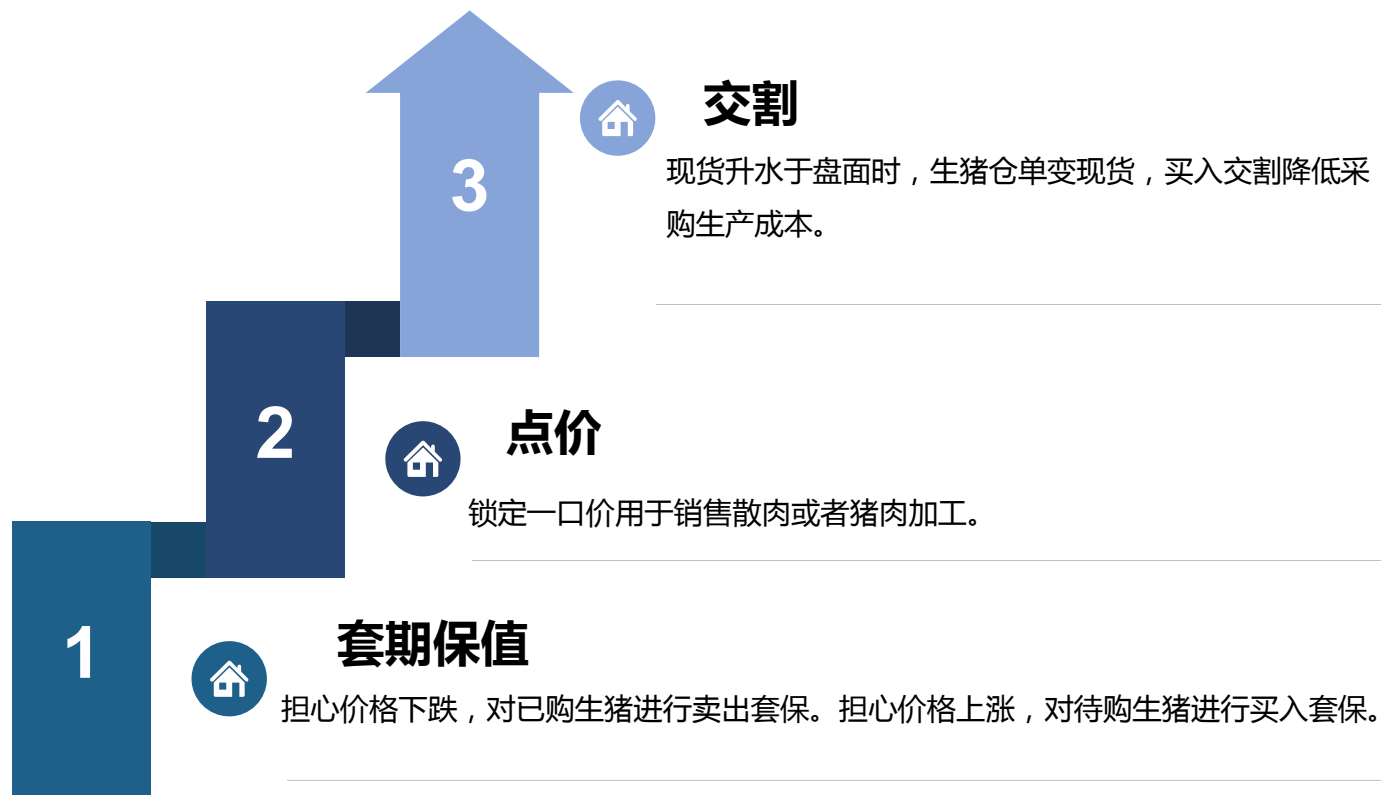 3
交割
现货升水于盘面时，生猪仓单变现货，买入交割降低采
购生产成本。
2
点价
锁定一口价用于销售散肉或者猪肉加工。
1
套期保值
担心价格下跌，对已购生猪进行卖出套保。担心价格上涨，对待购生猪进行买入套保。